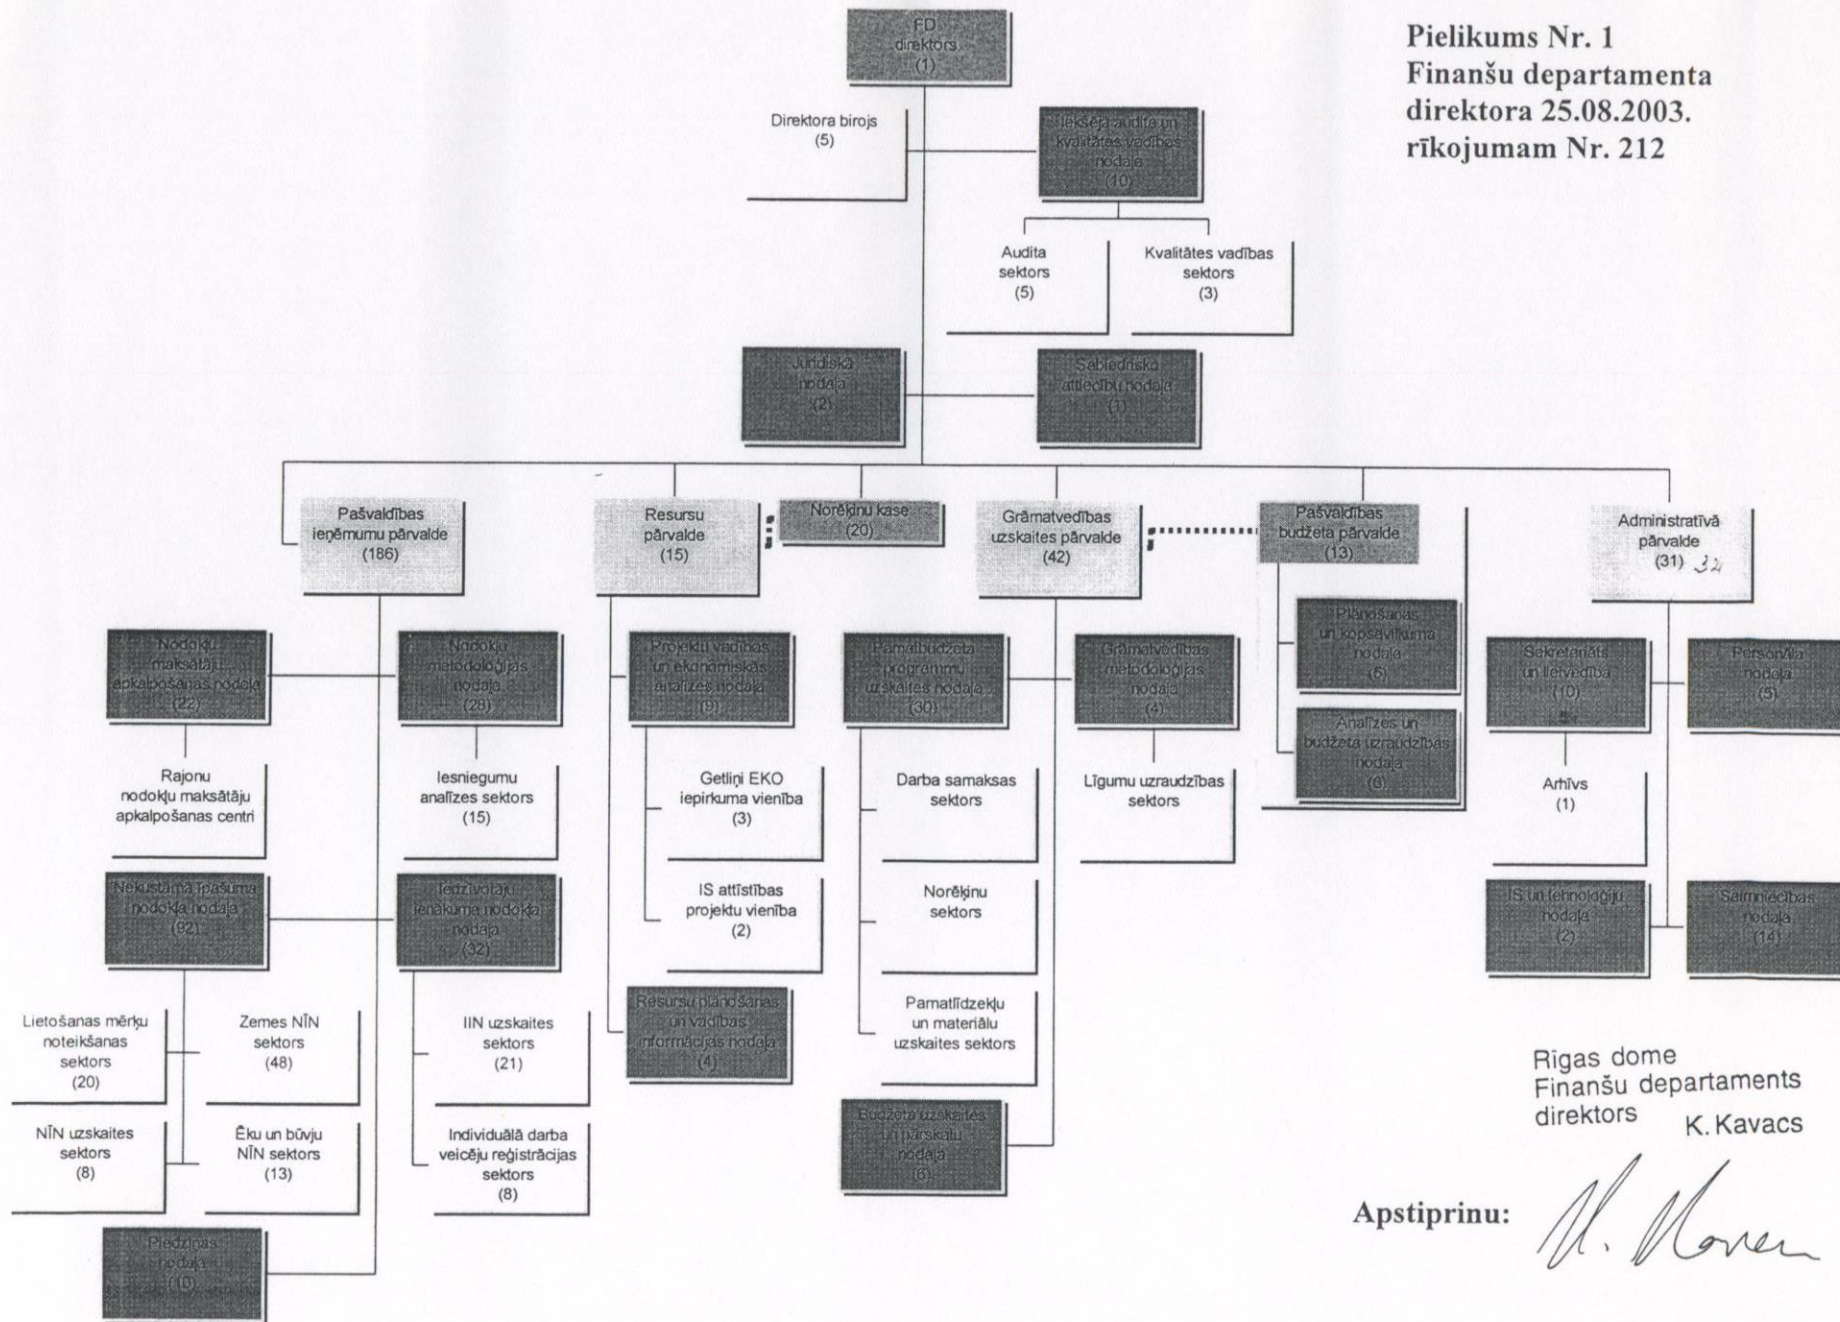 Pielikums Nr. 1
Finanšu departamenta
direktora 25.08.2003.
rīkojumam Nr. 212
FD
direktors
(1)
Direktora birojs
(5)
Iekšējā audita un
kvalitātes vadības
nodaļa
(10)
Audita
sektors
(5)
Kvalitātes vadības
sektors
(3)
Juridiskā
nodaļa
(2)
Sabiedrisko
attiecību nodaļa
(1)
Pašvaldības
ieņēmumu pārvalde
(186)
Resursu
pārvalde
(15)
Norēķinu kase
(20)
Grāmatvedības
uzskaites pārvalde
(42)
Pašvaldības
budžeta pārvalde
(13)
Administratīvā
pārvalde
(31) 32
Nodokļu
maksātāju
apkalpošanas nodaļa
(22)
Nodokļu
metodoloģijas
nodaļa
(28)
Projektu vadības
un ekonomiskās
analīzes nodaļa
(9)
Pamatbudžeta
programmu
uzskaites nodaļa
(30)
Grāmatvedības
metodoloģijas
nodaļa
(4)
Plānošanas
un kopsavilkuma
nodaļa
Sekretariāts
un lietvedība
(10)
Personāla
nodaļa
(5)
Analīzes un
budžeta uzraudzības
nodaļa
(6)
Rajonu
nodokļu maksātāju
apkalpošanas centri
Iesniegumu
analīzes sektors
(15)
Getliņi EKO
iepirkuma vienība
(3)
Darba samaksas
sektors
Līgumu uzraudzības
sektors
Arhīvs
(1)
Nekustamā īpašuma
nodokļa nodaļa
(92)
Iedzīvotāju
ienākuma nodokļa
nodaļa
(32)
IS attīstības
projektu vienība
(2)
Norēķinu
sektors
IS un tehnoloģiju
nodaļa
(2)
Saimniecības
nodaļa
(14)
Lietošanas mērķu
noteikšanas
sektors
(20)
Zemes NĪN
sektors
(48)
IIN uzskaites
sektors
(21)
Resursu plānošanas
un vadības
informācijas nodaļa
(4)
Pamatlīdzekļu
un materiālu
uzskaites sektors
NĪN uzskaites
sektors
(8)
Ēku un būvju
NĪN sektors
(13)
Individuālā darba
veicēju reģistrācijas
sektors
(8)
Budžeta uzskaites
un pārskatu
nodaļa
Piedziņas
nodaļa
(10)
Rīgas dome
Finanšu departaments
direktors K. Kavacs
Apstiprinu: